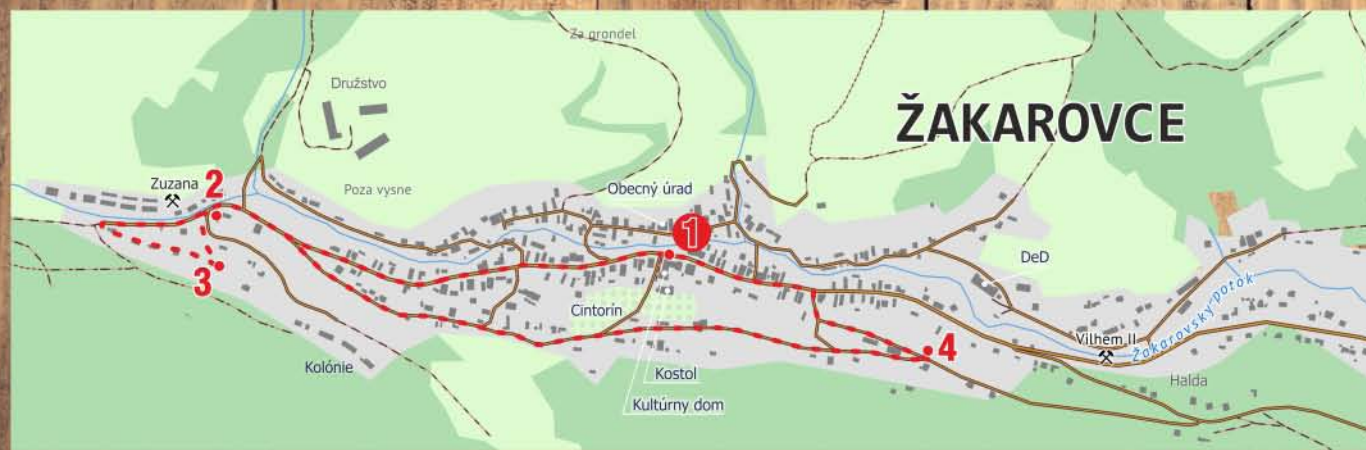 Za grondel
Družstvo
ŽAKAROVCE
Zuzana
2
Poza vysne
Obecný úrad
1
DeD
3
Cintorin
Vilhem II
Žakarovský potok
4
Kolónie
Kostol
Halda
Kultúrny dom